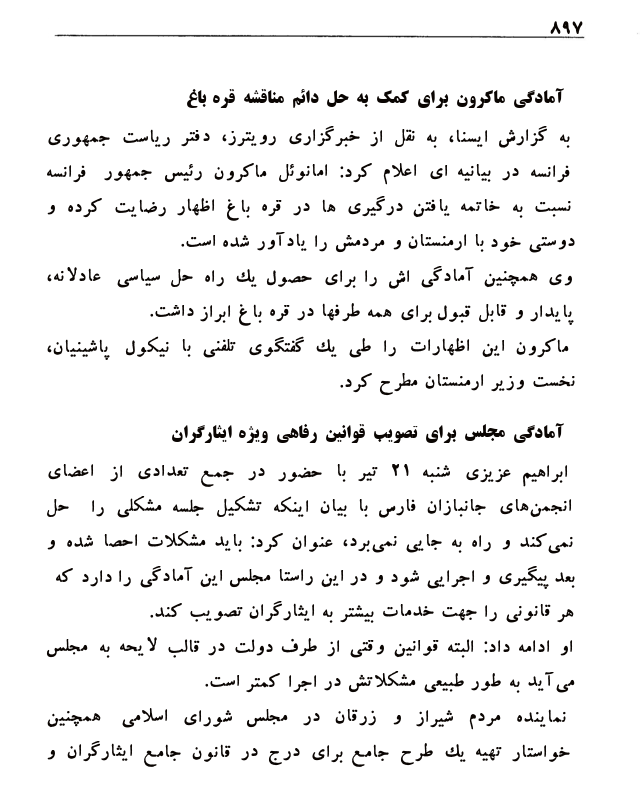 ۸۹۷
آمادگی ماکرون برای کمک به حل دائم مناقشه قره باغ
به گزارش ایسنا، به نقل از خبرگزاری رویترز، دفتر ریاست جمهوری
فرانسه در بیانیه ای اعلام کرد: امانوئل ماکرون رئیس جمهور فرانسه
نسبت به خاتمه یافتن درگیری ها در قره باغ اظهار رضایت کرده و
دوستی خود با ارمنستان و مردمش را یادآور شده است.
وی همچنین آمادگی اش را برای حصول یك راه حل سیاسی عادلانه،
پایدار و قابل قبول برای همه طرفها در قره باغ ابراز داشت.
ماکرون این اظهارات را طی یك گفتگوی تلفنی با نیکول پاشینیان،
نخست وزیر ارمنستان مطرح کرد.
آمادگی مجلس برای تصویب قوانین رفاهی ویژه ایثارگران
ابراهیم عزیزی شنبه ۲۱ تیر با حضور در جمع تعدادی از اعضای
انجمن‌های جانبازان فارس با بیان اینکه تشکیل جلسه مشکلی را حل
نمی‌کند و راه به جایی نمی‌برد، عنوان کرد: باید مشکلات احصا شده و
بعد پیگیری و اجرایی شود و در این راستا مجلس این آمادگی را دارد که
هر قانونی را جهت خدمات بیشتر به ایثارگران تصویب کند.
او ادامه داد: البته قوانین وقتی از طرف دولت در قالب لایحه به مجلس
می‌آید به طور طبیعی مشکلاتش در اجرا کمتر است.
نماینده مردم شیراز و زرقان در مجلس شورای اسلامی همچنین
خواستار تهیه یك طرح جامع برای درج در قانون جامع ایثارگران و